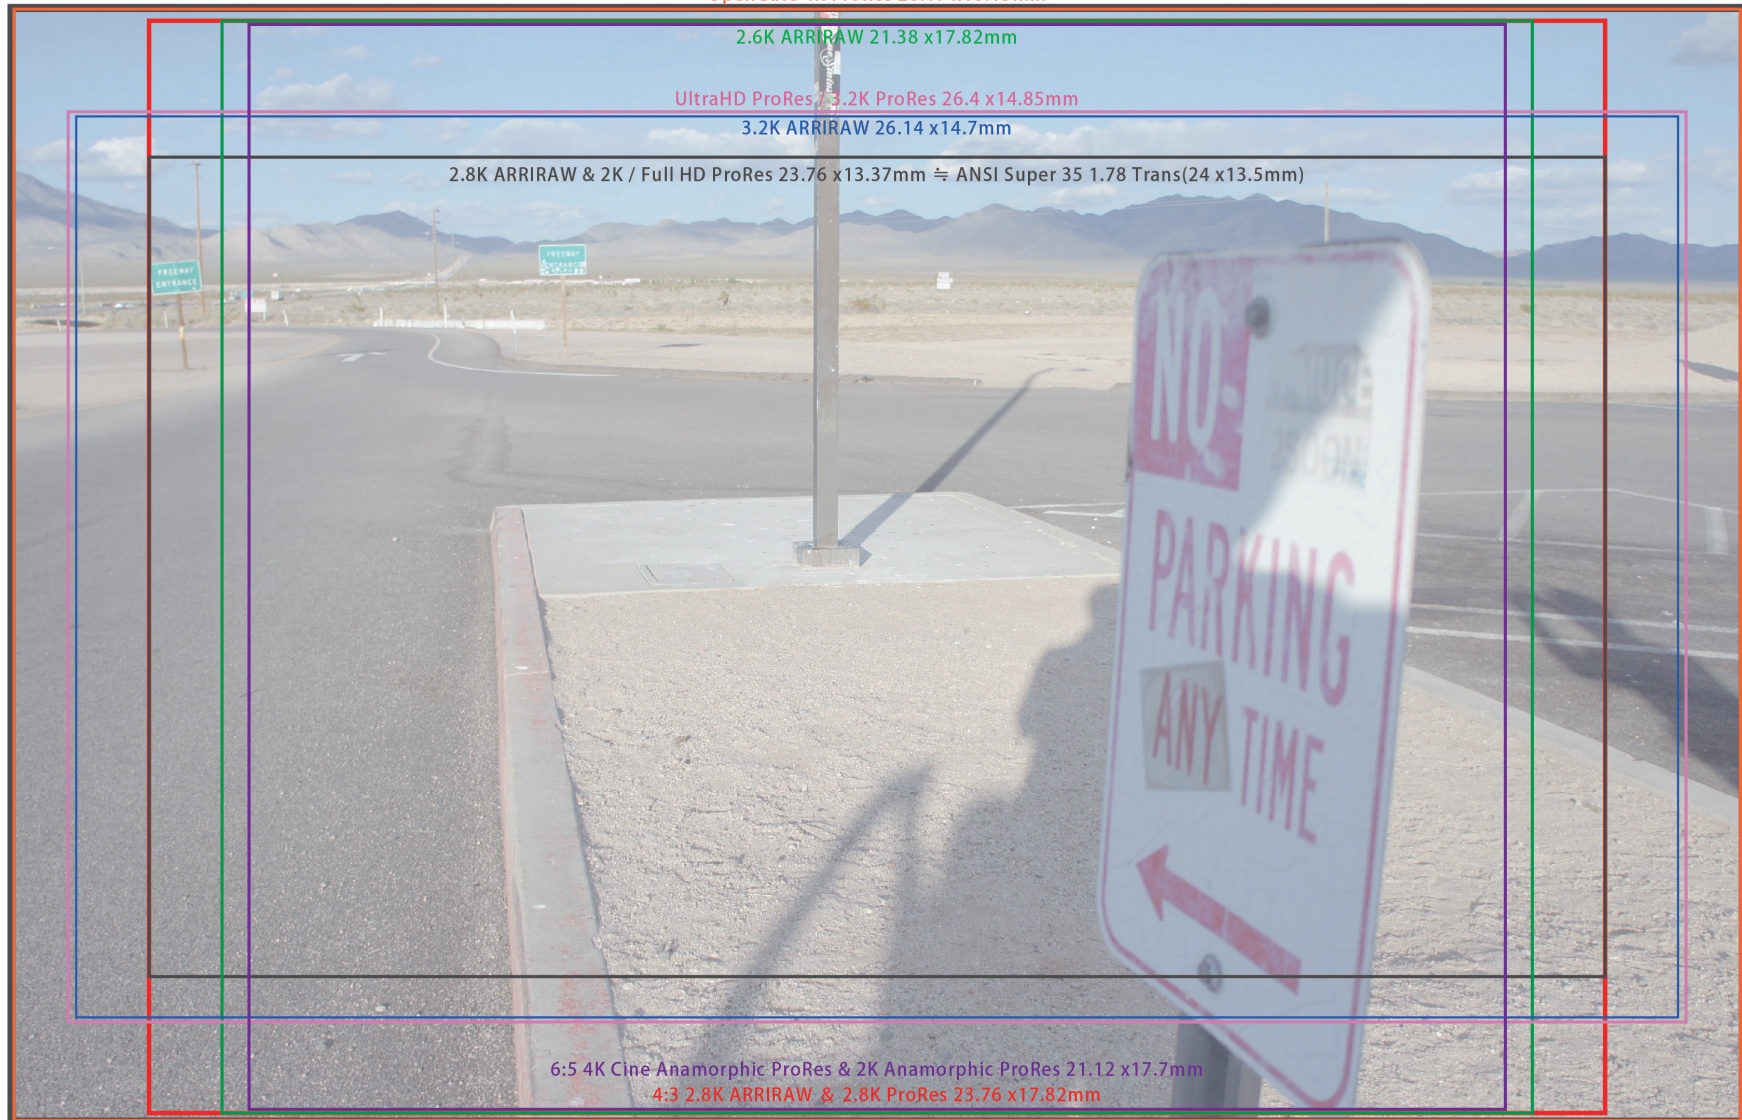 2.6K ARRIRAW 21.38 x17.82mm
UltraHD ProRes / 3.2K ProRes 26.4 x14.85mm
3.2K ARRIRAW 26.14 x14.7mm
2.8K ARRIRAW & 2K / Full HD ProRes 23.76 x13.37mm ≒ ANSI Super 35 1.78 Trans(24 x13.5mm)
FREEWAY
ENTRANCE
FREEWAY
ENTRANCE
NO
PARKING
ANY TIME
6:5 4K Cine Anamorphic ProRes & 2K Anamorphic ProRes 21.12 x17.7mm
4:3 2.8K ARRIRAW & 2.8K ProRes 23.76 x17.82mm